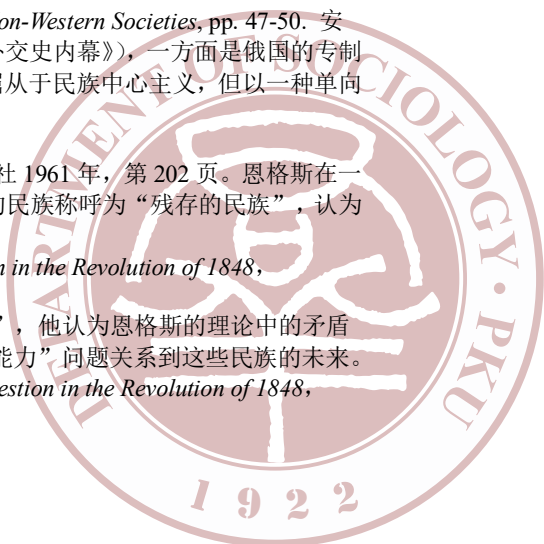 on-Western Societies, pp. 47-50. 安
交史内幕》)，一方面是俄国的专制
从于民族中心主义，但以一种单向
社 1961 年，第 202 页。恩格斯在一
民族称呼为“残存的民族”，认为
n in the Revolution of 1848，
”，他认为恩格斯的理论中的矛盾
能力”问题关系到这些民族的未来。
estion in the Revolution of 1848，
DEPARTMENT OF SOCIOLOGY · PKU
1922